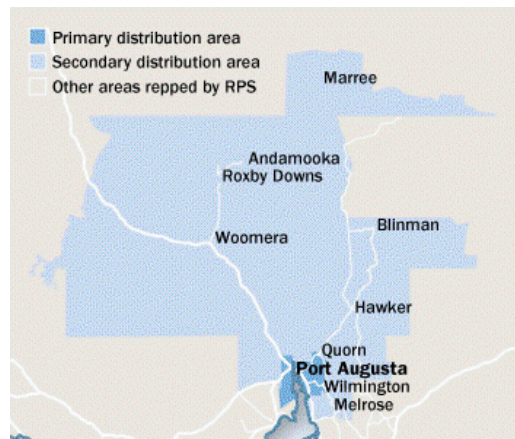 Primary distribution area
Secondary distribution area
Other areas repped by RPS
Marree
Andamooka
Roxby Downs
Woomera
Blinman
Hawker
Quorn
Port Augusta
Wilmington
Melrose